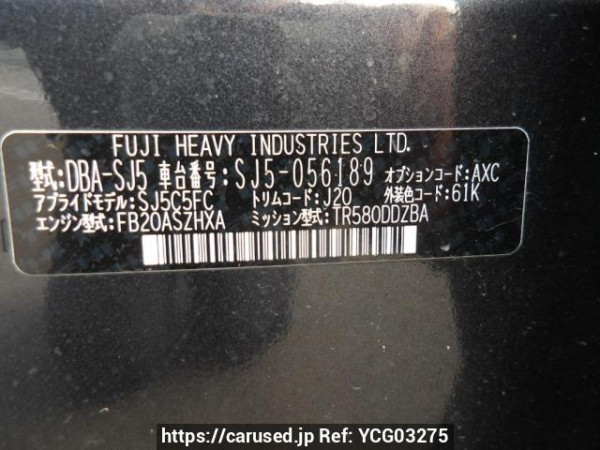 FUJI HEAVY INDUSTRIES LTD.
型式:DBA-SJ5 車台番号:SJ5-056189 オプションコード:AXC
アプライドモデル:SJ5C5FC トリムコード:J20 外装色コード:61K
エンジン型式:FB20ASZHXA ミッション型式:TR580DDZBA
https://carused.jp Ref: YCG03275